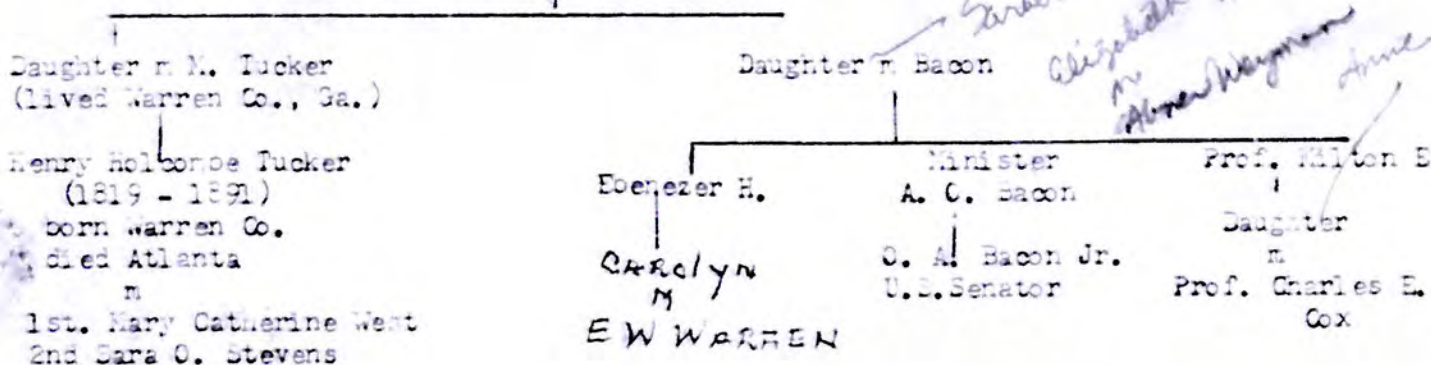 Daughter m M. Tucker
(lived Warren Co., Ga.)
Henry Holcombe Tucker
(1819 - 1891)
born Warren Co.
died Atlanta
m
1st. Mary Catherine West
2nd Sara O. Stevens
Daughter m Bacon
Elizabeth
m
Abner Wayman
Anne
Ebenezer H.
CAROlyN
M
E W WARREN
Minister
A. O. Bacon
O. A. Bacon Jr.
U.S.Senator
Prof. Milton E
Daughter
m
Prof. Charles E.
Cox